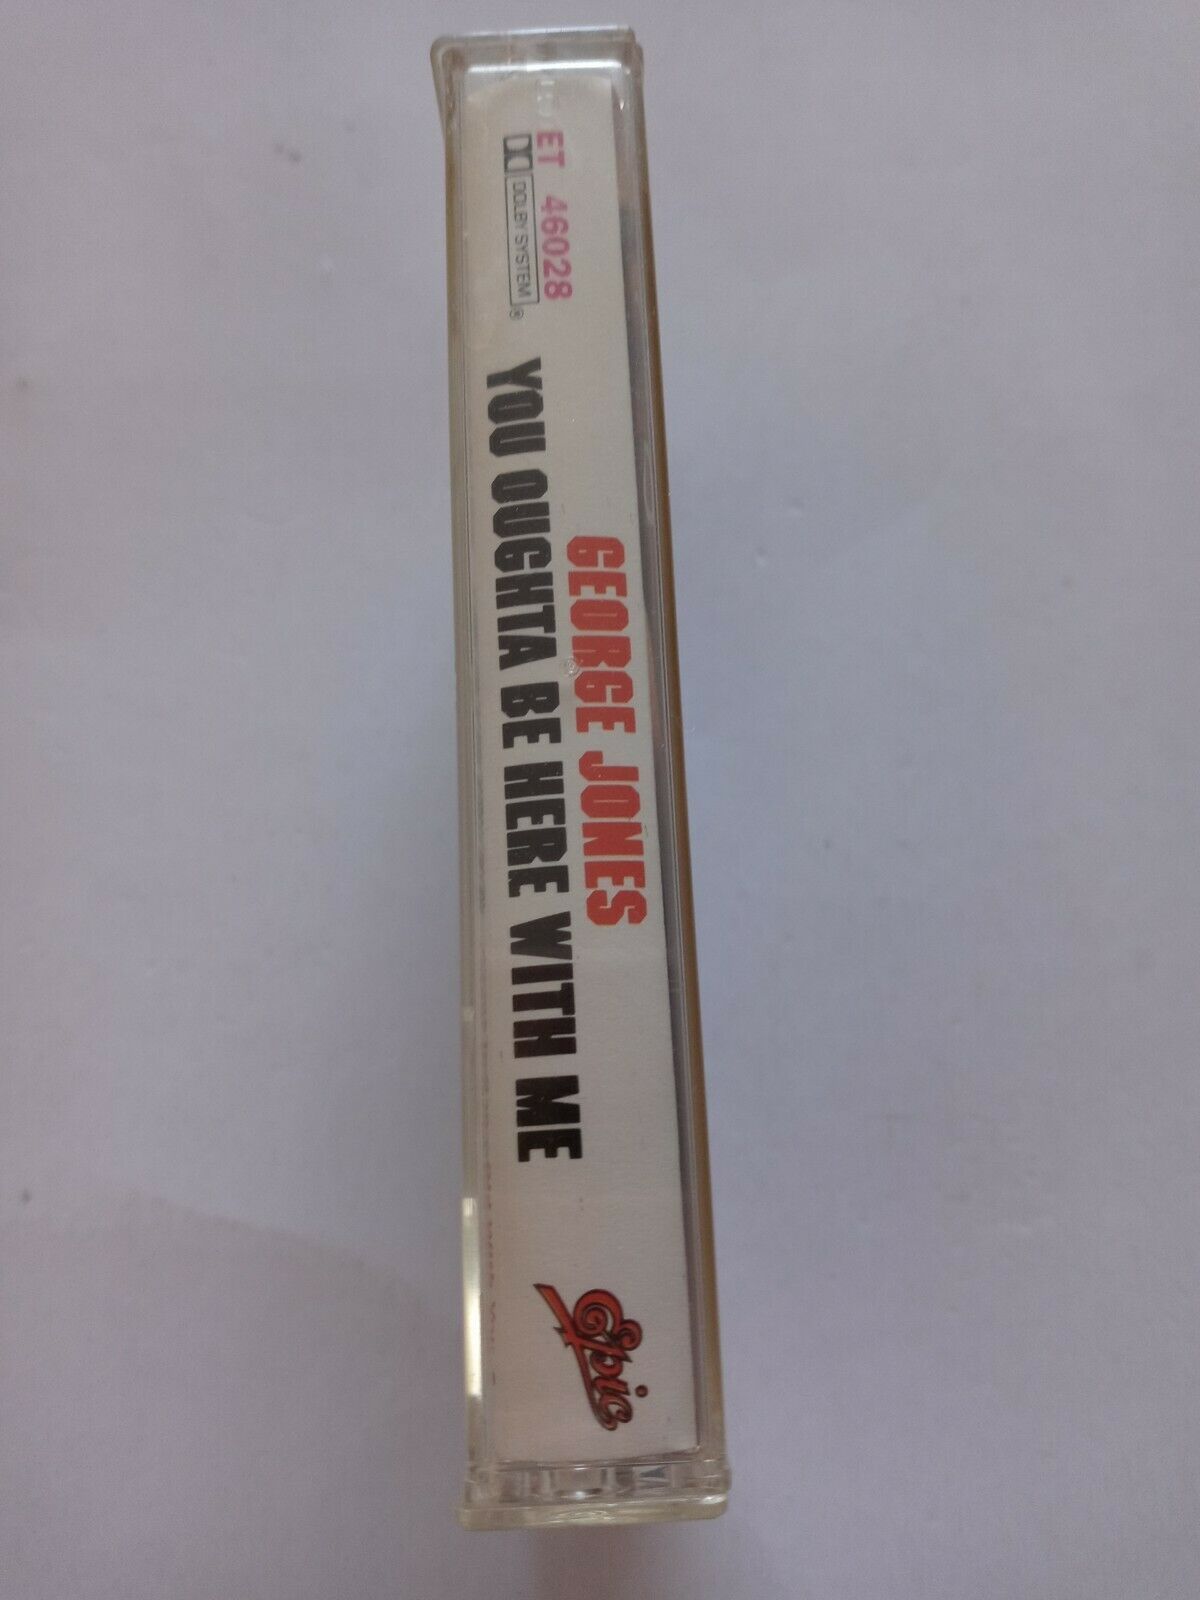 ET 46028
DOLBY SYSTEM ®
GEORGE JONES
YOU OUGHTA BE HERE WITH ME
Epic